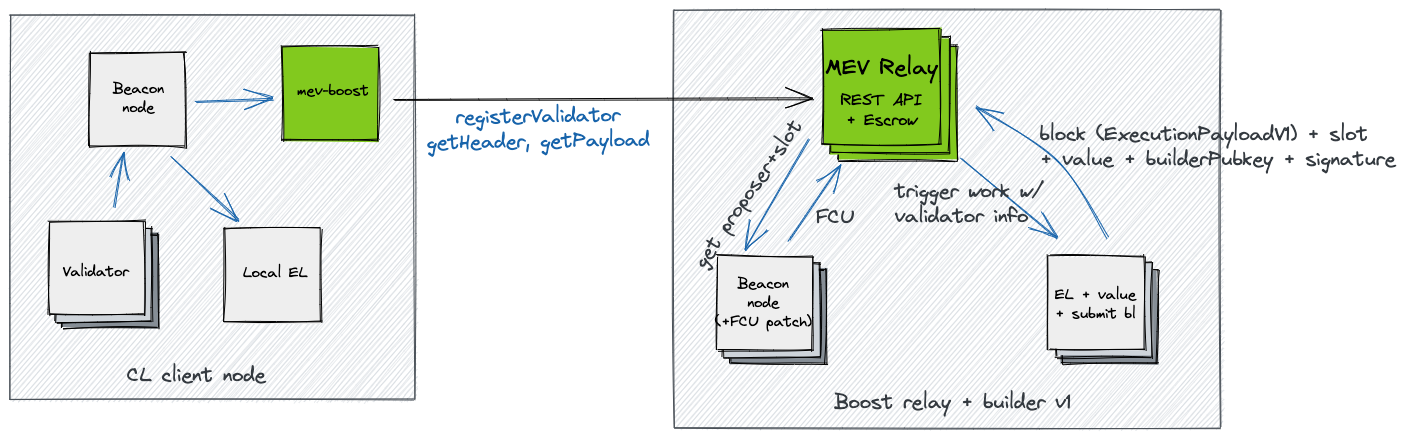 Beacon
node
mev-boost
Validator
Local EL
CL client node
registerValidator
getHeader, getPayload
MEV Relay
REST API
+ Escrow
get proposer+slot
FCU
trigger work w/
validator info
block (ExecutionPayloadV1) + slot
+ value + builderPubkey + signature
Beacon
node
(+FCU patch)
EL + value
+ submit bl
Boost relay + builder v1